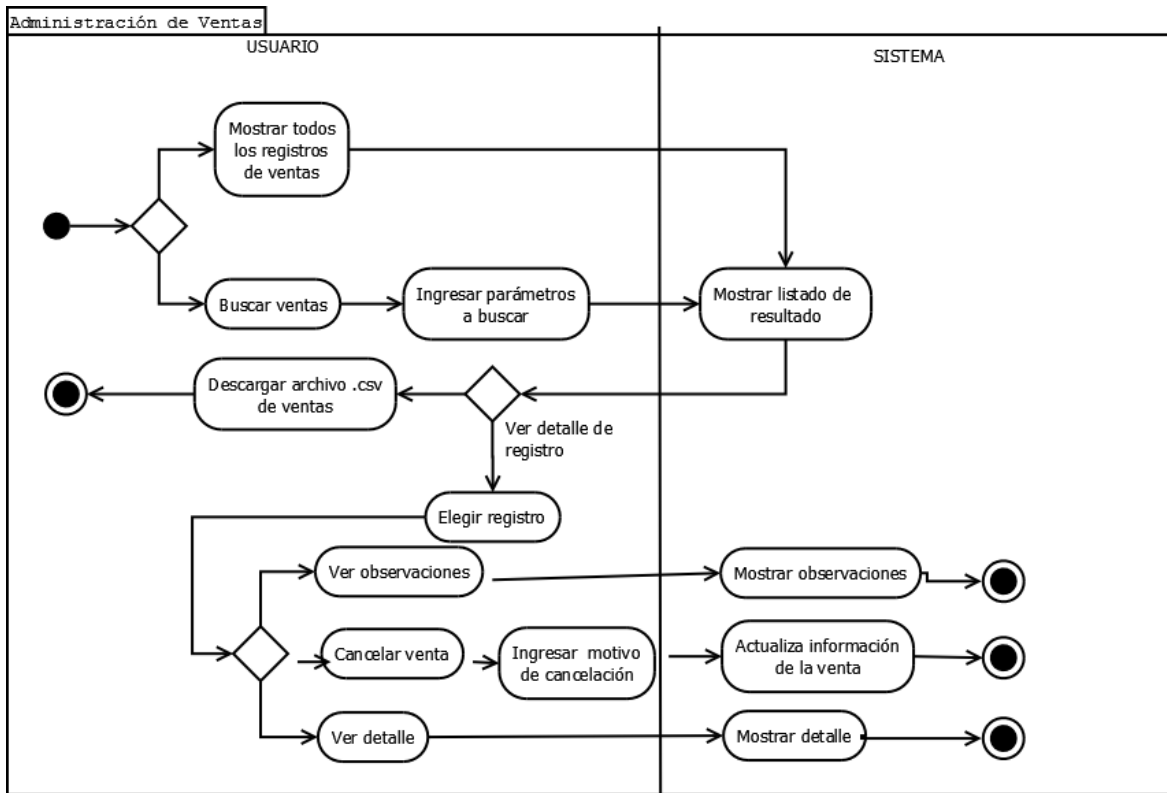 Administración de Ventas
USUARIO
SISTEMA
Mostrar todos
los registros
de ventas
Buscar ventas
Ingresar parámetros
a buscar
Mostrar listado de
resultado
Descargar archivo .csv
de ventas
Ver detalle de
registro
Elegir registro
Ver observaciones
Mostrar observaciones
Cancelar venta
Ingresar motivo
de cancelación
Actualiza información
de la venta
Ver detalle
Mostrar detalle